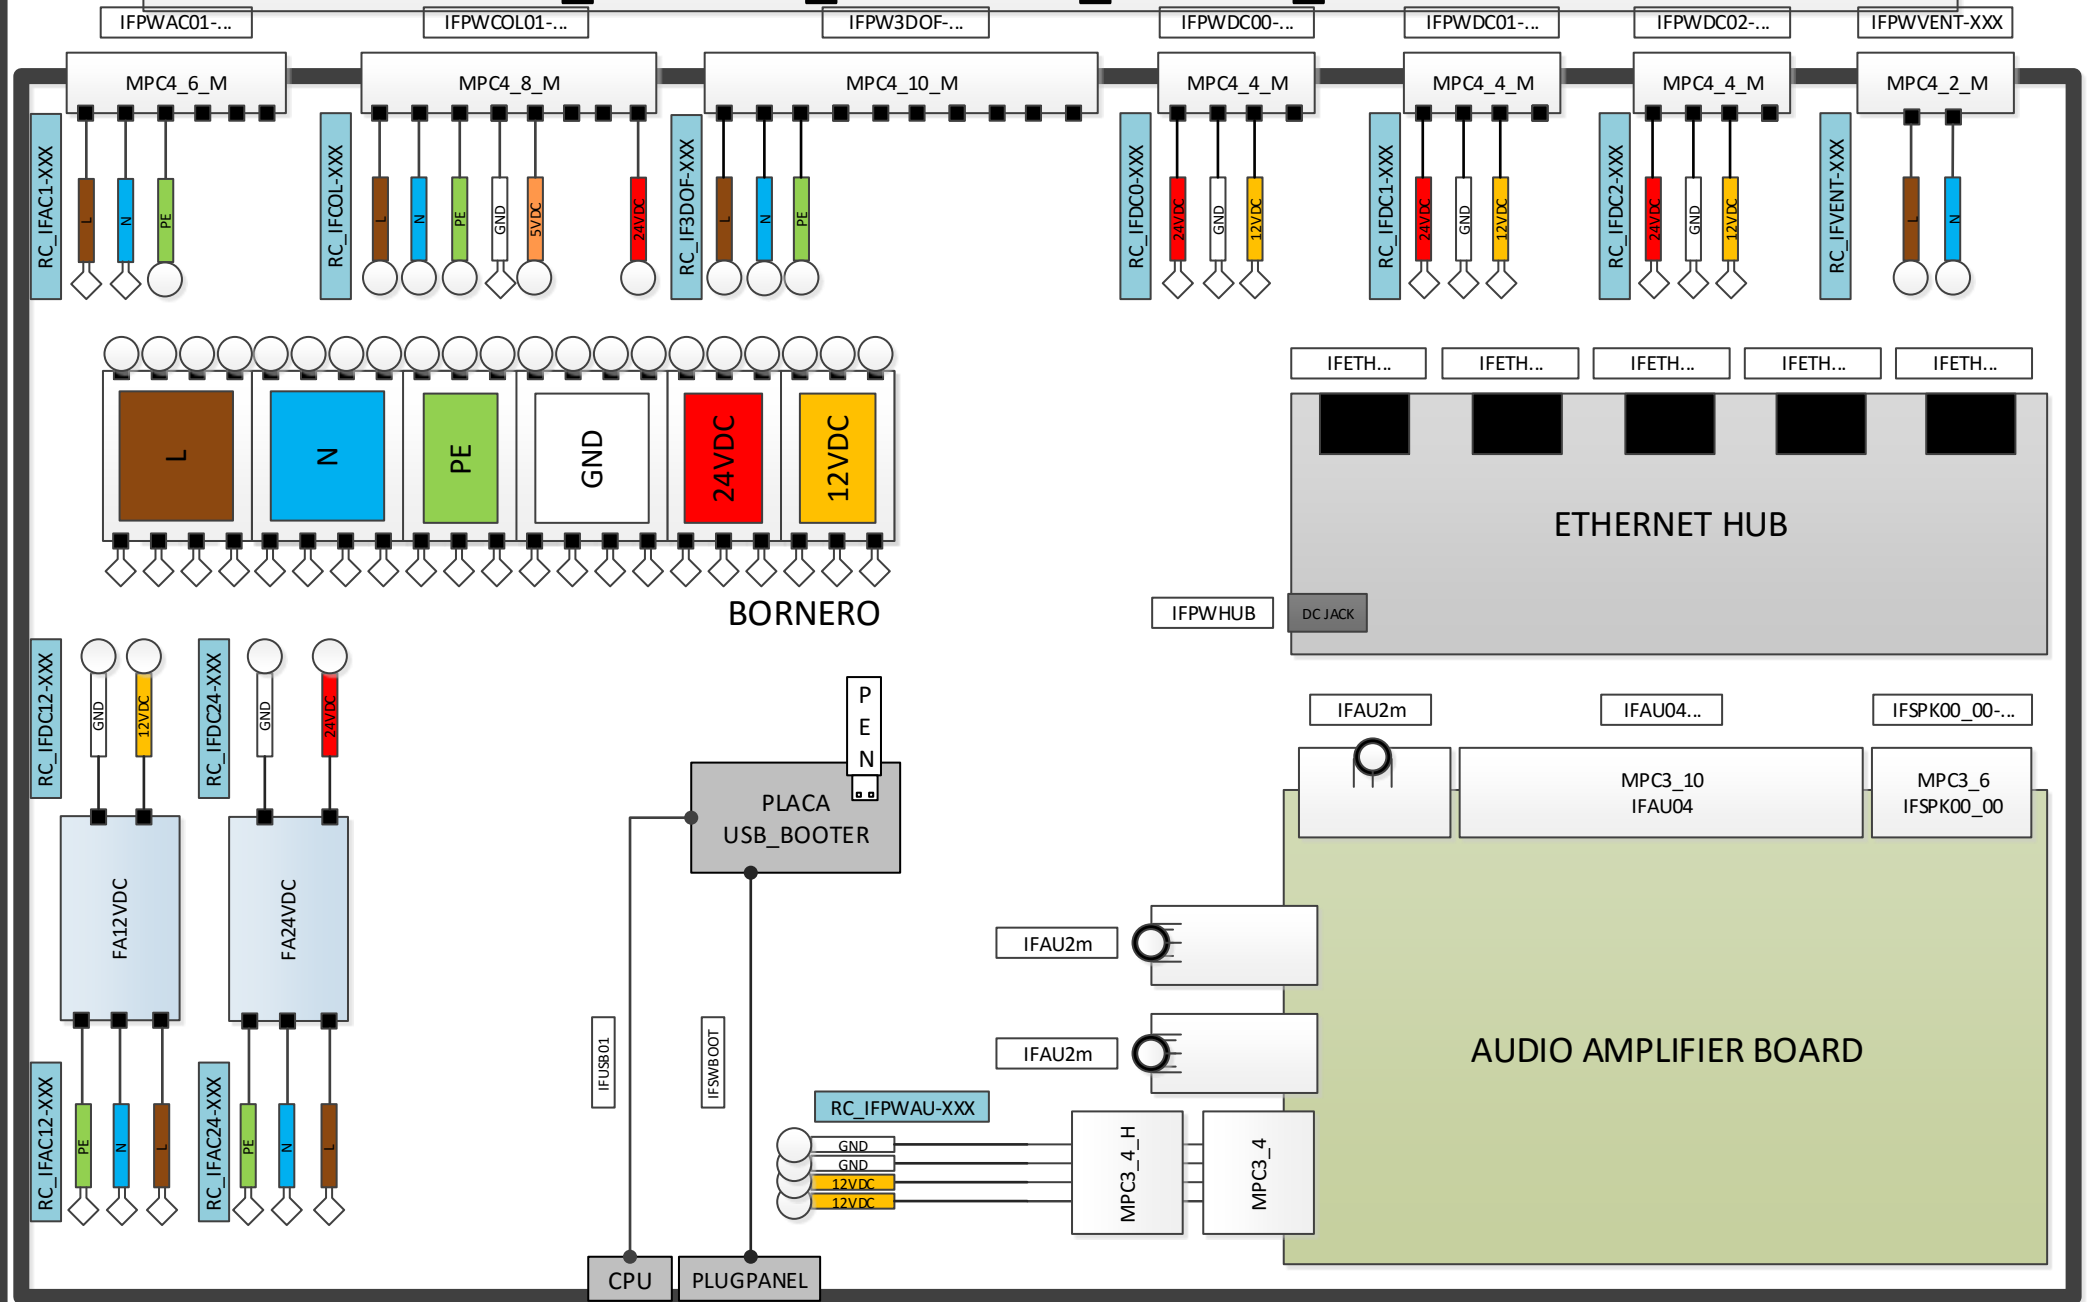 IFPWAC01-...
IFPWCOL01-...
IFPW3DOF-...
IFPWDC00-...
IFPWDC01-...
IFPWDC02-...
IFPWVENT-XXX
MPC4_6_M
MPC4_8_M
MPC4_10_M
MPC4_4_M
MPC4_4_M
MPC4_4_M
MPC4_2_M
RC_IFAC1-XXX
L
N
PE
RC_IFCOL-XXX
L
N
PE
GND
5VDC
24VDC
RC_IF3DOF-XXX
L
N
PE
RC_IFDC0-XXX
24VDC
GND
12VDC
RC_IFDC1-XXX
24VDC
GND
12VDC
RC_IFDC2-XXX
24VDC
GND
12VDC
RC_IFVENT-XXX
L
N
L
N
PE
GND
24VDC
12VDC
BORNERO
IFETH...
IFETH...
IFETH...
IFETH...
IFETH...
ETHERNET HUB
IFPWHUB
DC JACK
RC_IFDC12-XXX
GND
12VDC
RC_IFDC24-XXX
GND
24VDC
FA12VDC
FA24VDC
RC_IFAC12-XXX
PE
N
L
RC_IFAC24-XXX
PE
N
L
P
E
N
PLACA
USB_BOOTER
IFUSB01
IFSWBOOT
CPU
PLUGPANEL
IFAU2m
IFAU04...
IFSPK00_00-...
MPC3_10
IFAU04
MPC3_6
IFSPK00_00
IFAU2m
IFAU2m
AUDIO AMPLIFIER BOARD
RC_IFPWAU-XXX
GND
GND
12VDC
12VDC
MPC3_4_H
MPC3_4